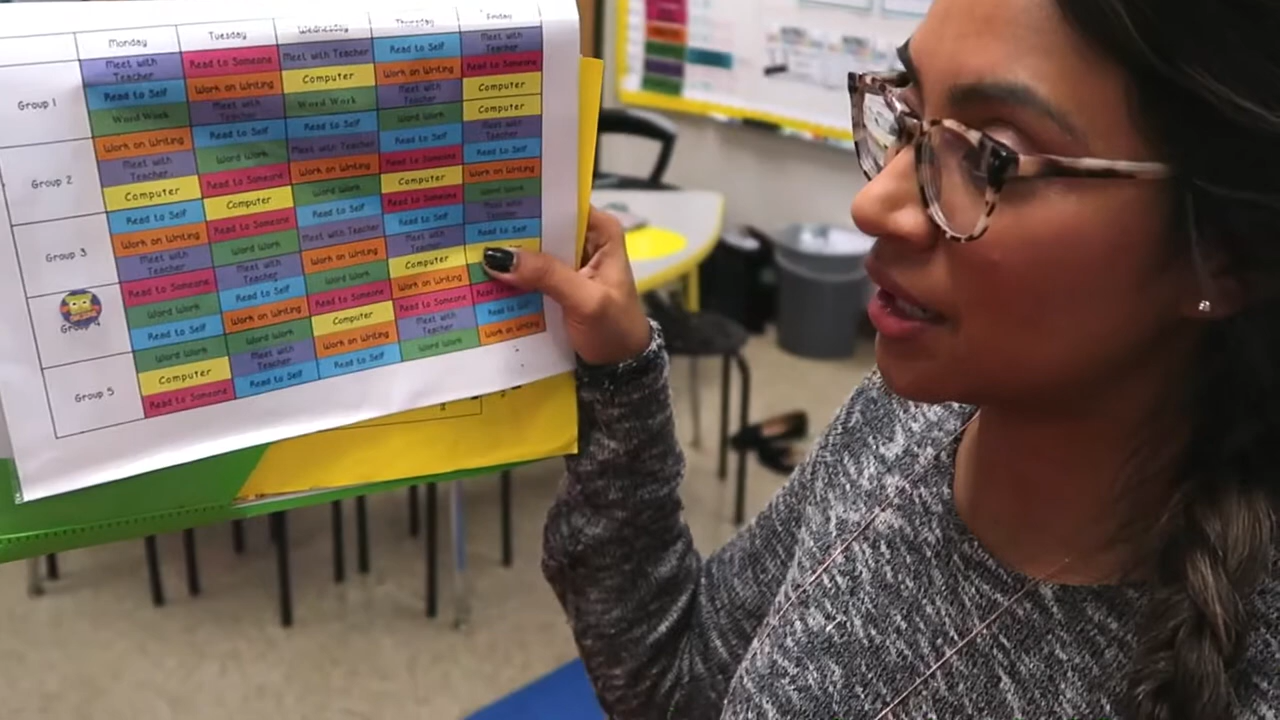 Monday Tuesday Wednesday Thursday Friday
Group 1
Meet with Teacher Read to Someone Meet with Teacher Read to Self Meet with Teacher
Read to Self Work on Writing Computer Work on Writing Read to Someone
Word Work Meet with Teacher Word Work Meet with Teacher Computer
Group 2
Work on Writing Read to Self Read to Self Word Work Computer
Meet with Teacher Word Work Meet with Teacher Read to Self Meet with Teacher
Computer Read to Someone Work on Writing Read to Someone Read to Self
Group 3
Read to Self Computer Word Work Computer Work on Writing
Work on Writing Read to Someone Read to Self Read to Someone Word Work
Meet with Teacher Word Work Meet with Teacher Read to Self Meet with Teacher
Group 4
Read to Someone Meet with Teacher Work on Writing Meet with Teacher Read to Self
Word Work Read to Self Word Work Computer
Read to Self Work on Writing Read to Someone Work on Writing
Group 5
Word Work Word Work Computer Read to Someone Read to
Computer Meet with Teacher Work on Writing Meet with Teacher Read to Self
Read to Someone Read to Self Read to Self Word Work Work on Writing